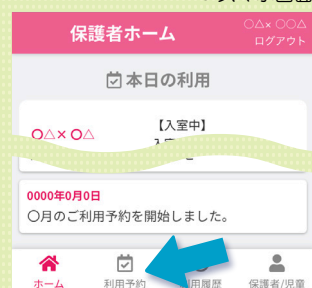 保護者ホーム
○△× ○○△
ログアウト
本日の利用
○△× ○△
【入室中】
0000年0月0日
○月のご利用予約を開始しました。
ホーム
利用予約
用履歴
保護者/児童